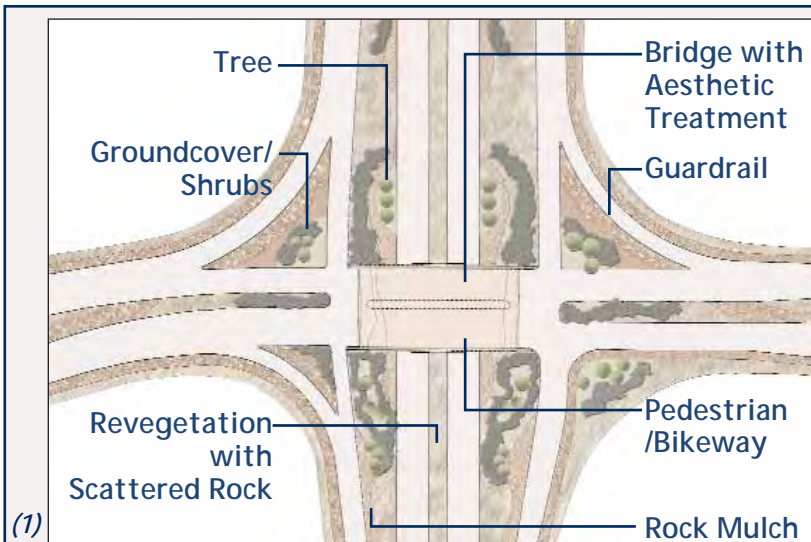 Tree
Groundcover/
Shrubs
Bridge with
Aesthetic
Treatment
Guardrail
Revegetation
with
Scattered Rock
Pedestrian
/Bikeway
Rock Mulch
(1)